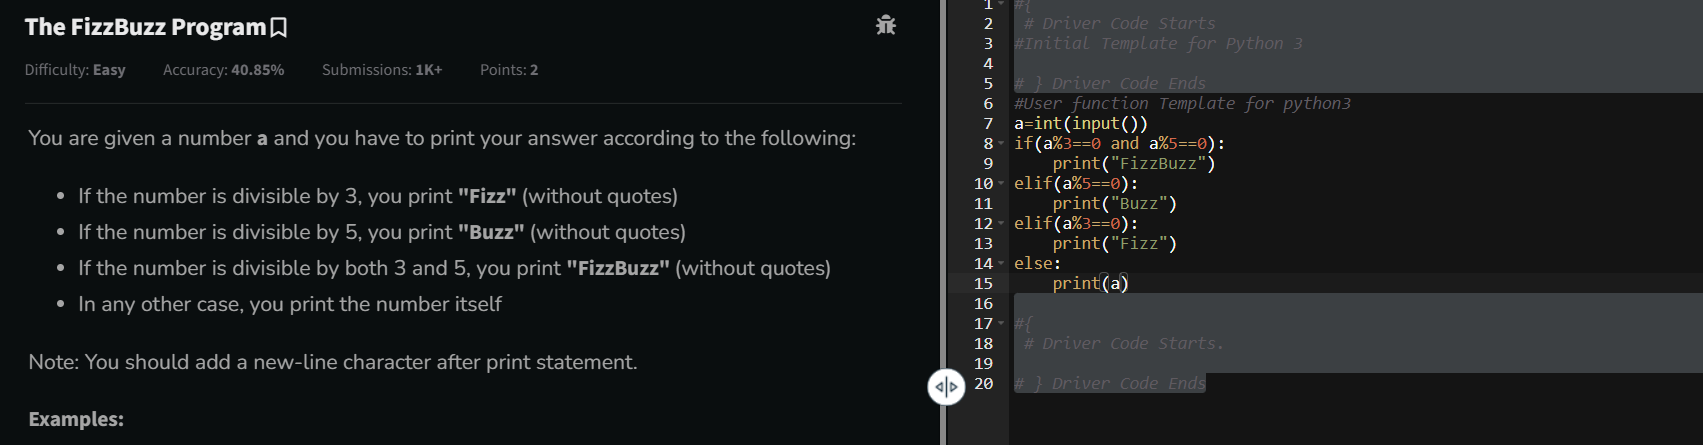 The FizzBuzz Program
Difficulty: Easy Accuracy: 40.85% Submissions: 1K+ Points: 2
You are given a number a and you have to print your answer according to the following:
If the number is divisible by 3, you print "Fizz" (without quotes)
If the number is divisible by 5, you print "Buzz" (without quotes)
If the number is divisible by both 3 and 5, you print "FizzBuzz" (without quotes)
In any other case, you print the number itself
Note: You should add a new-line character after print statement.
Examples:
1 #{
2 # Driver Code Starts
3 #Initial Template for Python 3
4
5 # } Driver Code Ends
6 #User function Template for python3
7 a=int(input())
8 if(a%3==0 and a%5==0):
9 print("FizzBuzz")
10 elif(a%5==0):
11 print("Buzz")
12 elif(a%3==0):
13 print("Fizz")
14 else:
15 print(a)
16
17 #{
18 # Driver Code Starts.
19
20 # } Driver Code Ends